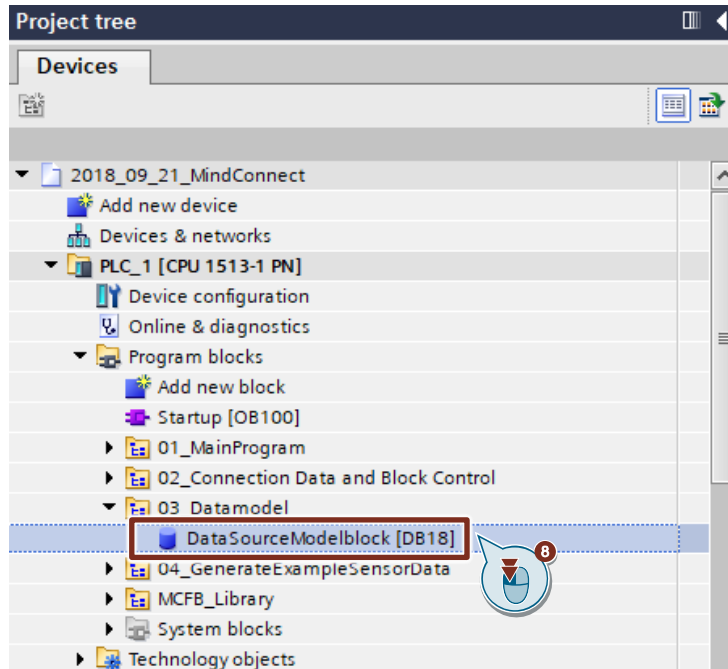 Project tree
Devices
2018_09_21_MindConnect
Add new device
Devices & networks
PLC_1 [CPU 1513-1 PN]
Device configuration
Online & diagnostics
Program blocks
Add new block
Startup [OB100]
01_MainProgram
02_Connection Data and Block Control
03_Datamodel
DataSourceModelblock [DB18]
8
04_GenerateExampleSensorData
MCFB_Library
System blocks
Technology objects